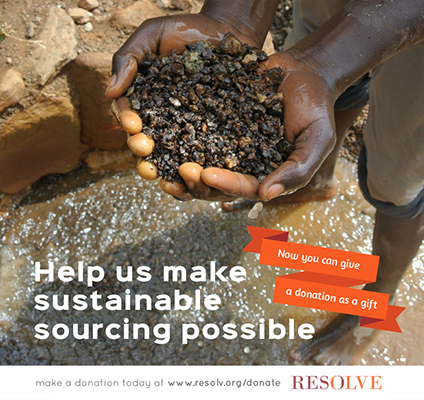 Now you can give
a donation as a gift
Help us make
sustainable
sourcing possible
make a donation today at www.resolv.org/donate RESOLVE